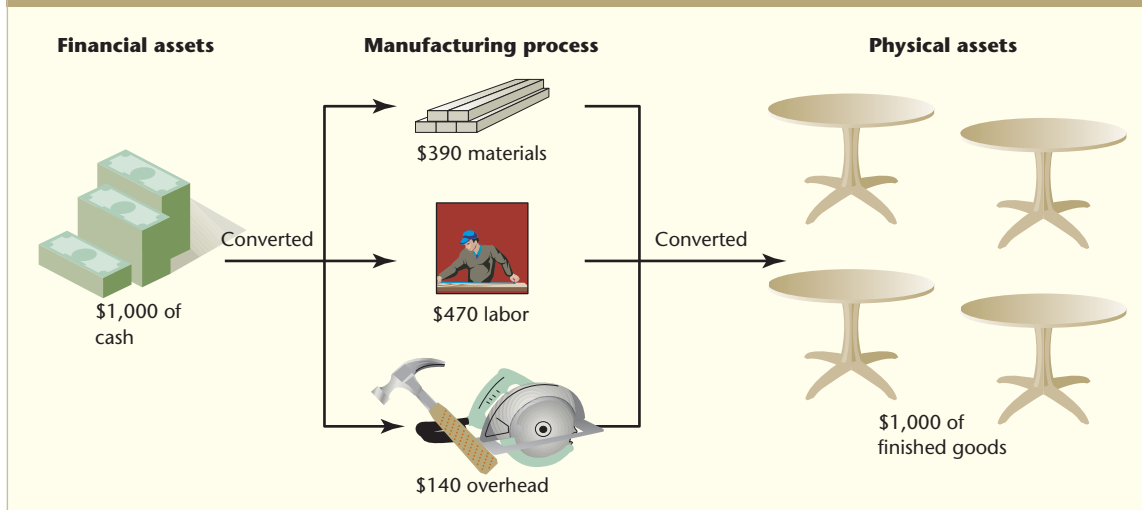 Financial assets
Manufacturing process
Physical assets
$390 materials
Converted
$1,000 of
cash
$470 labor
Converted
$140 overhead
$1,000 of
finished goods